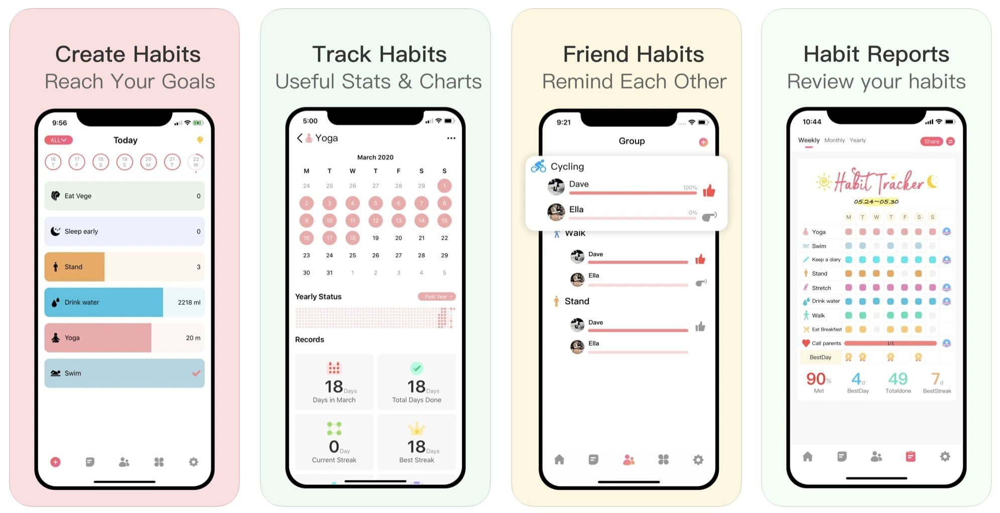 Create Habits
Reach Your Goals
9:56
ALL
Today
16 17 18 19 20 21 22
T F S S M T W
Eat Vege 0
Sleep early 0
Stand 3
Drink water 2218 ml
Yoga 20 m
Swim
Track Habits
Useful Stats & Charts
5:00
Yoga
March 2020
M T W T F S S
24 25 26 27 28 29 1
2 3 4 5 6 7 8
9 10 11 12 13 14 15
16 17 18 19 20 21 22
23 24 25 26 27 28 29
30 31 1 2 3 4 5
Yearly Status Past Year
Records
18 Days
Days in March
18 Days
Total Days Done
0 Day
Current Streak
18 Days
Best Streak
Friend Habits
Remind Each Other
9:21
Group
Cycling
Dave
100%
Ella
0%
Walk
Dave
Ella
Stand
Dave
Ella
Habit Reports
Review your habits
10:44
Weekly Monthly Yearly Share
Habit Tracker
05.24~05.30
M T W T F S S
Yoga
Swim
Keep a diary
Stand
Stretch
Drink water
Walk
Eat Breakfast
Call parents 1/1
BestDay
90% 4d 49 7d
Met BestDay Totaldone BestStreak